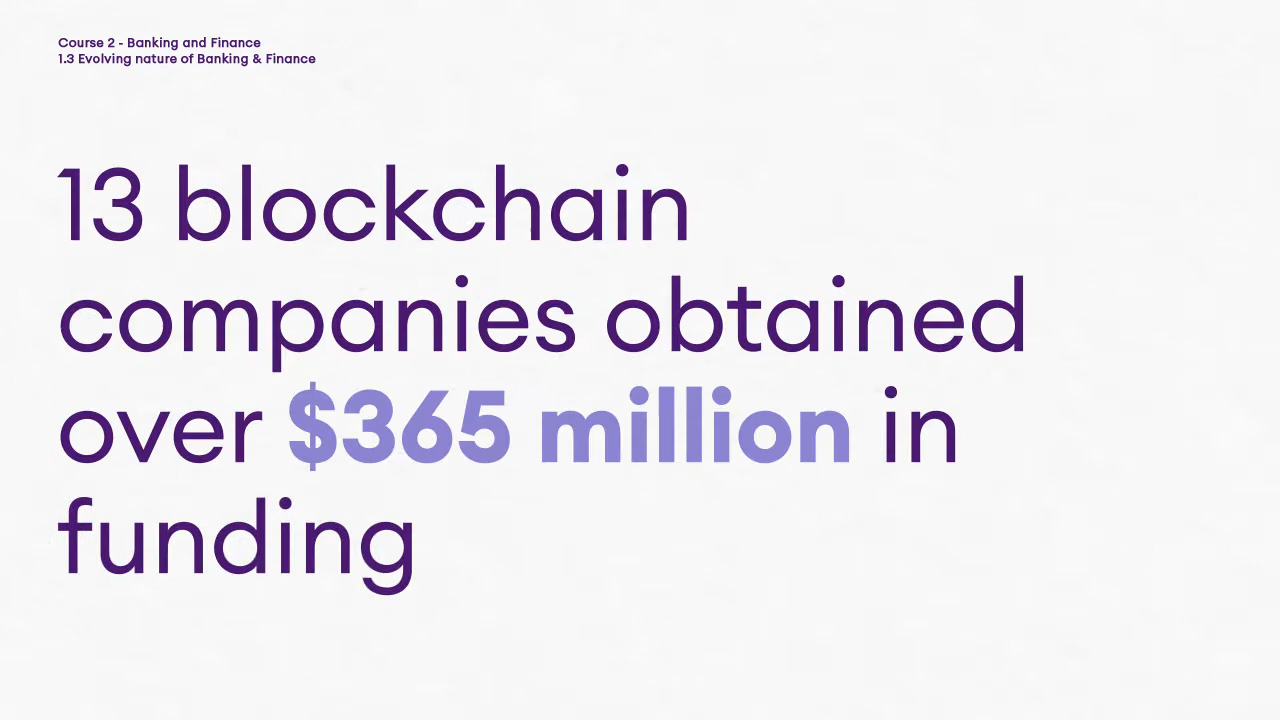 Course 2 - Banking and Finance
1.3 Evolving nature of Banking & Finance
13 blockchain
companies obtained
over $365 million in
funding